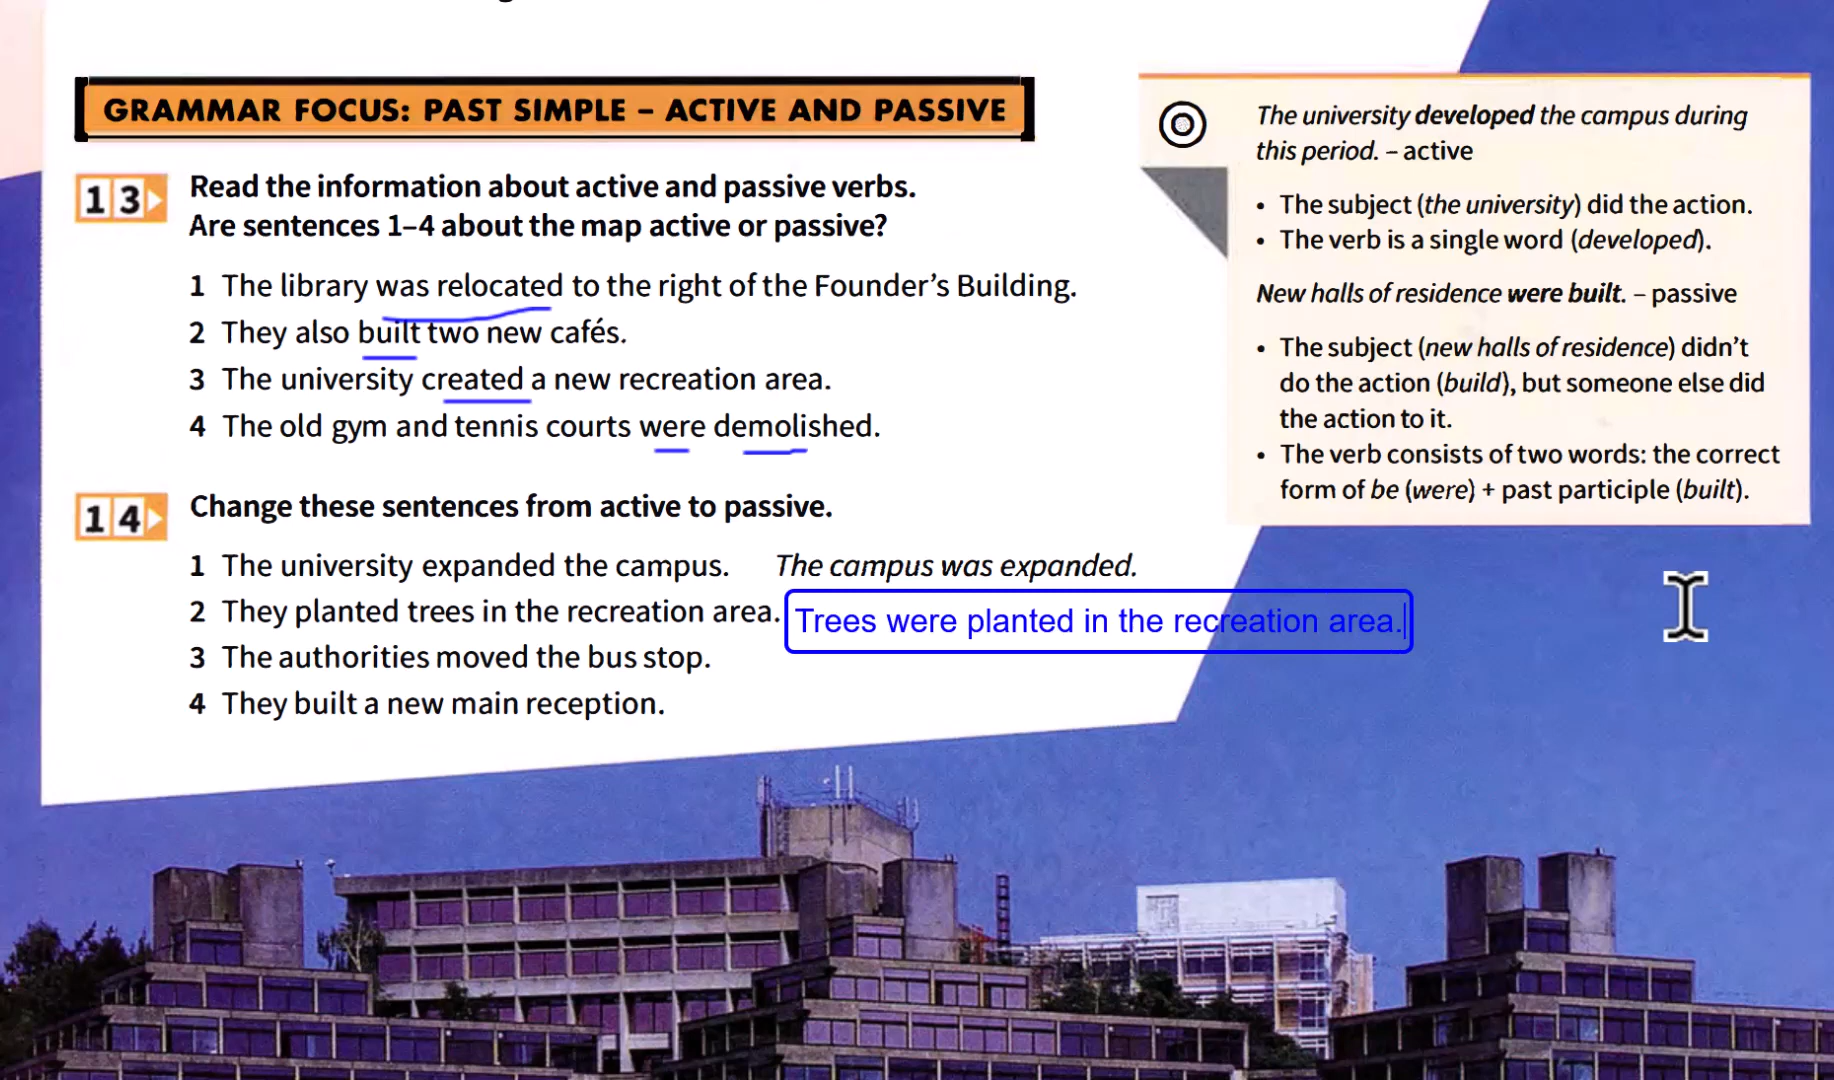 GRAMMAR FOCUS: PAST SIMPLE – ACTIVE AND PASSIVE
13 Read the information about active and passive verbs.
Are sentences 1–4 about the map active or passive?
1 The library was relocated to the right of the Founder’s Building.
2 They also built two new cafés.
3 The university created a new recreation area.
4 The old gym and tennis courts were demolished.
14 Change these sentences from active to passive.
1 The university expanded the campus. The campus was expanded.
2 They planted trees in the recreation area. Trees were planted in the recreation area.
3 The authorities moved the bus stop.
4 They built a new main reception.
The university developed the campus during
this period. – active
• The subject (the university) did the action.
• The verb is a single word (developed).
New halls of residence were built. – passive
• The subject (new halls of residence) didn’t
do the action (build), but someone else did
the action to it.
• The verb consists of two words: the correct
form of be (were) + past participle (built).